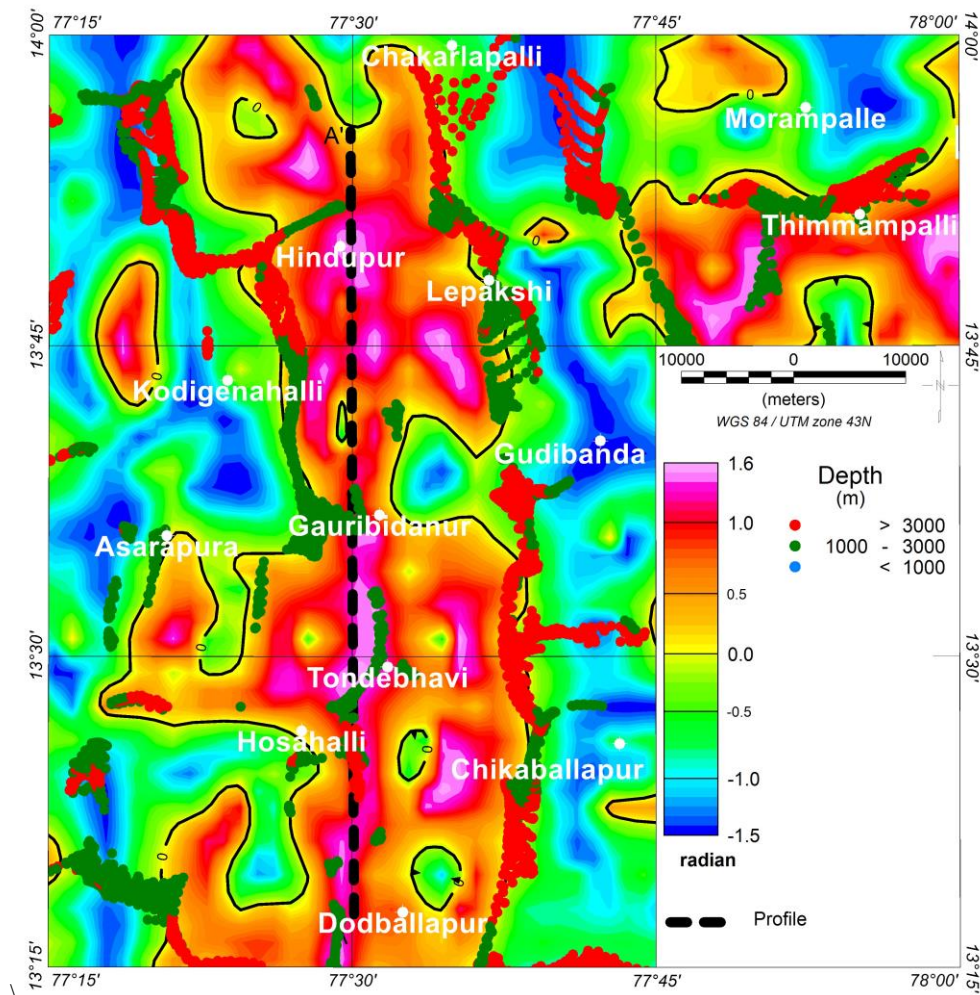 77°15' 77°30' 77°45' 78°00'
14°00' 14°00'
Chakarlapalli
0
0
A'
Morampalle
0
Thimmampalli
0
Hindupur
Lepakshi
13°45' 13°45'
10000 0 10000
(meters)
WGS 84 / UTM zone 43N
Kodigenahalli
Gudibanda
Gauribidanur
Asarapura
1.6
1.0
0.5
0.0
-0.5
-1.0
-1.5
radian
Depth
(m)
> 3000
1000 - 3000
< 1000
0
13°30' 13°30'
Tondebhavi
Hosahalli
0
Chikaballapur
0
0
0
Dodballapur
Profile
13°15' 13°15'
77°15' 77°30' 77°45' 78°00'